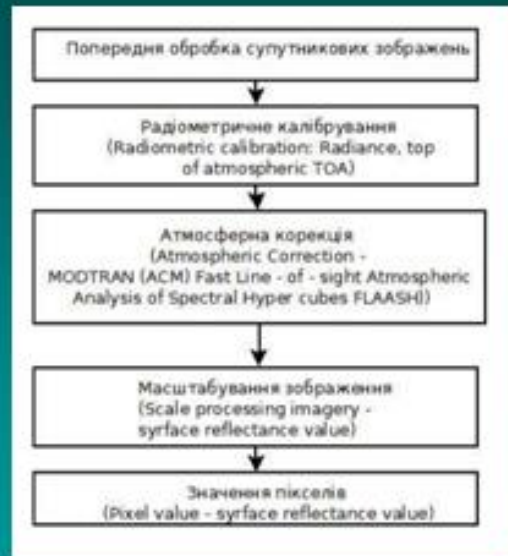 Попередня обробка супутникових зображень
Радіометричне калібрування
(Radiometric calibration: Radiance, top
of atmospheric TOA)
Атмосферна корекція
(Atmospheric Correction -
MODTRAN (ACM) Fast Line - of - sight Atmospheric
Analysis of Spectral Hyper cubes FLAASH))
Масштабування зображення
(Scale processing imagery -
syrface reflectance value)
Значення пікселів
(Pixel value - syrface reflectance value)